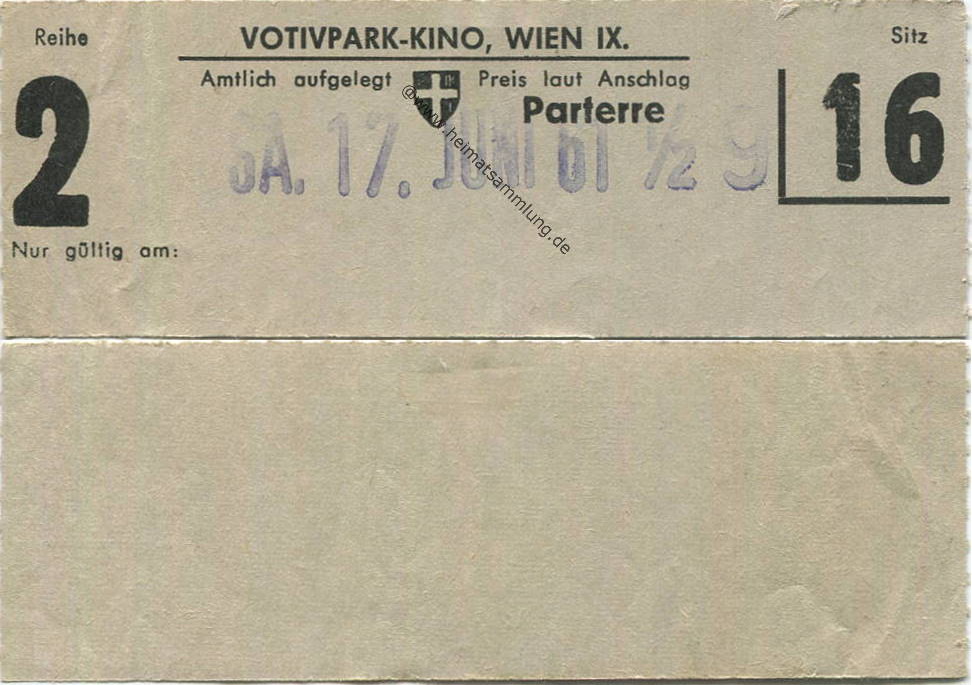 Reihe
VOTIVPARK-KINO, WIEN IX.
Sitz
Amtlich aufgelegt Preis laut Anschlag
2
Parterre
16
SA. 17. JUNI 61 ½ 9
Nur gültig am:
@www.heimatsammlung.de